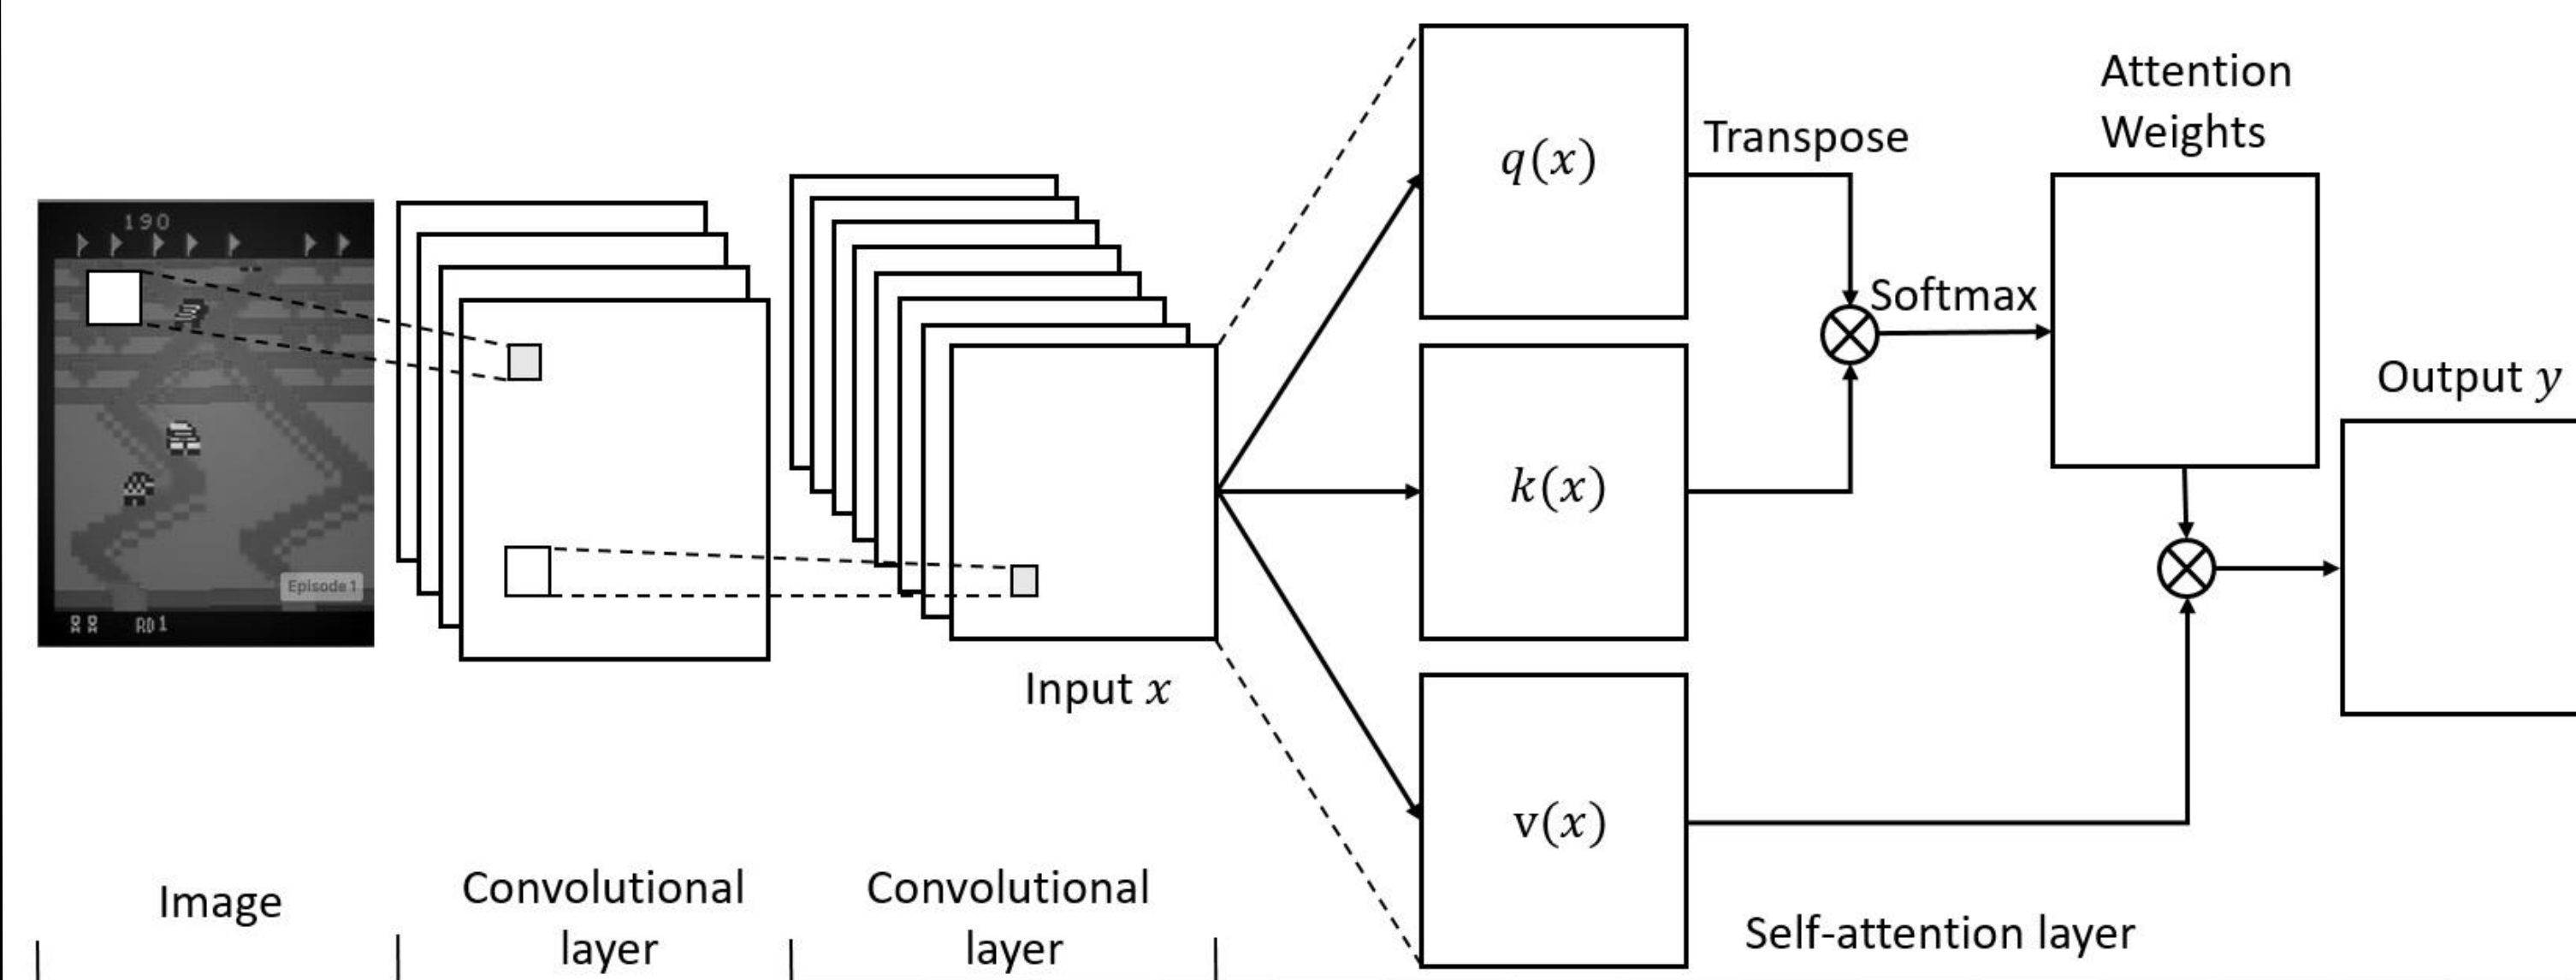 190
Episode 1
RD 1
Image
Convolutional
layer
Convolutional
layer
Input x
q(x)
k(x)
v(x)
Transpose
Softmax
Attention
Weights
Output y
Self-attention layer